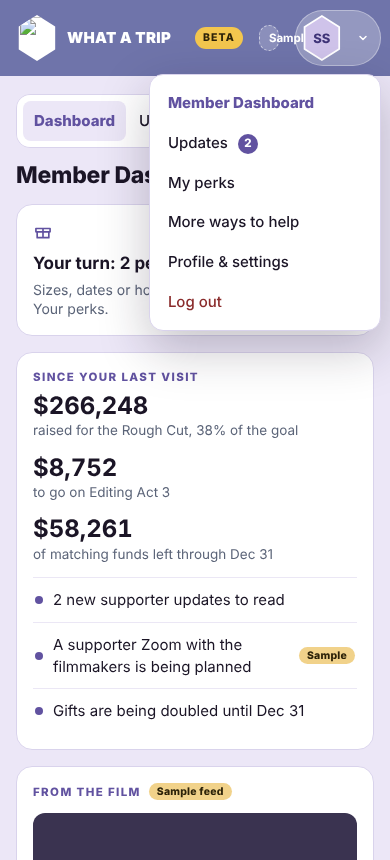 WHAT A TRIP
BETA
Sampl
SS
Member Dashboard
Updates 2
My perks
More ways to help
Profile & settings
Log out
Dashboard U
Member Das
Your turn: 2 pe
Sizes, dates or ho
Your perks.
SINCE YOUR LAST VISIT
$266,248
raised for the Rough Cut, 38% of the goal
$8,752
to go on Editing Act 3
$58,261
of matching funds left through Dec 31
2 new supporter updates to read
A supporter Zoom with the
filmmakers is being planned
Sample
Gifts are being doubled until Dec 31
FROM THE FILM Sample feed